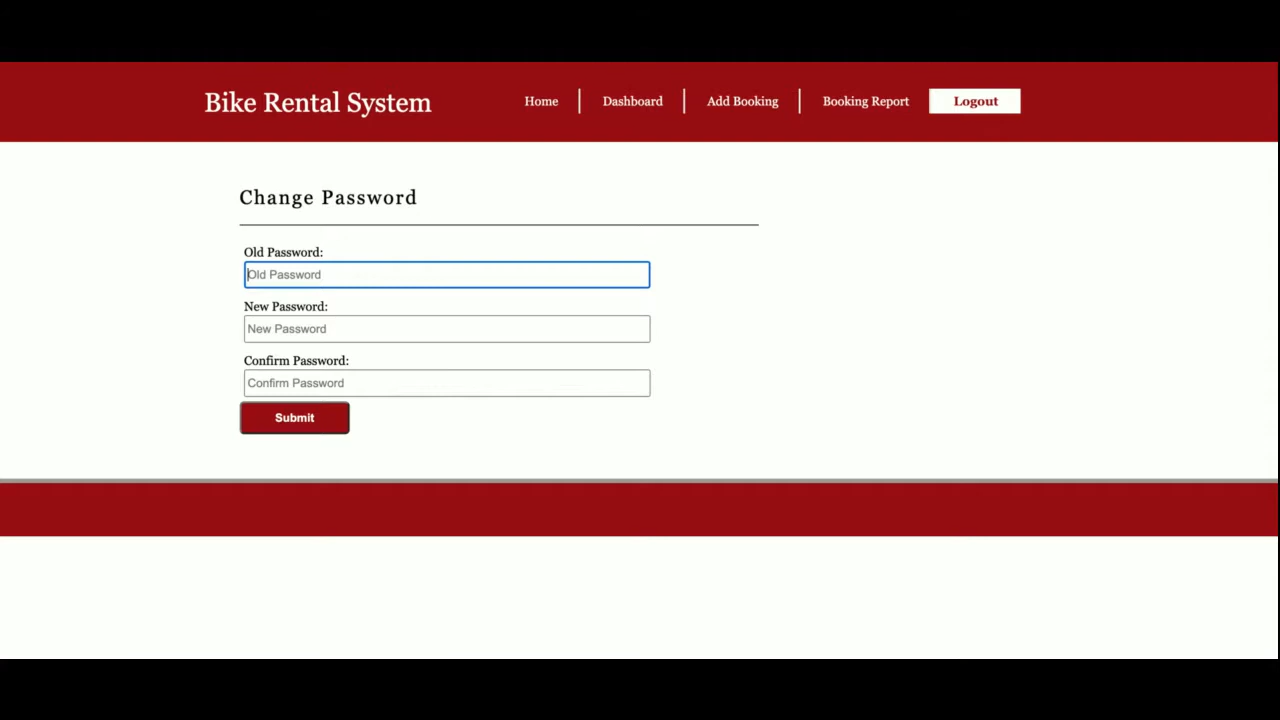 Bike Rental System
Home Dashboard Add Booking Booking Report Logout
Change Password
Old Password:
Old Password
New Password:
New Password
Confirm Password:
Confirm Password
Submit